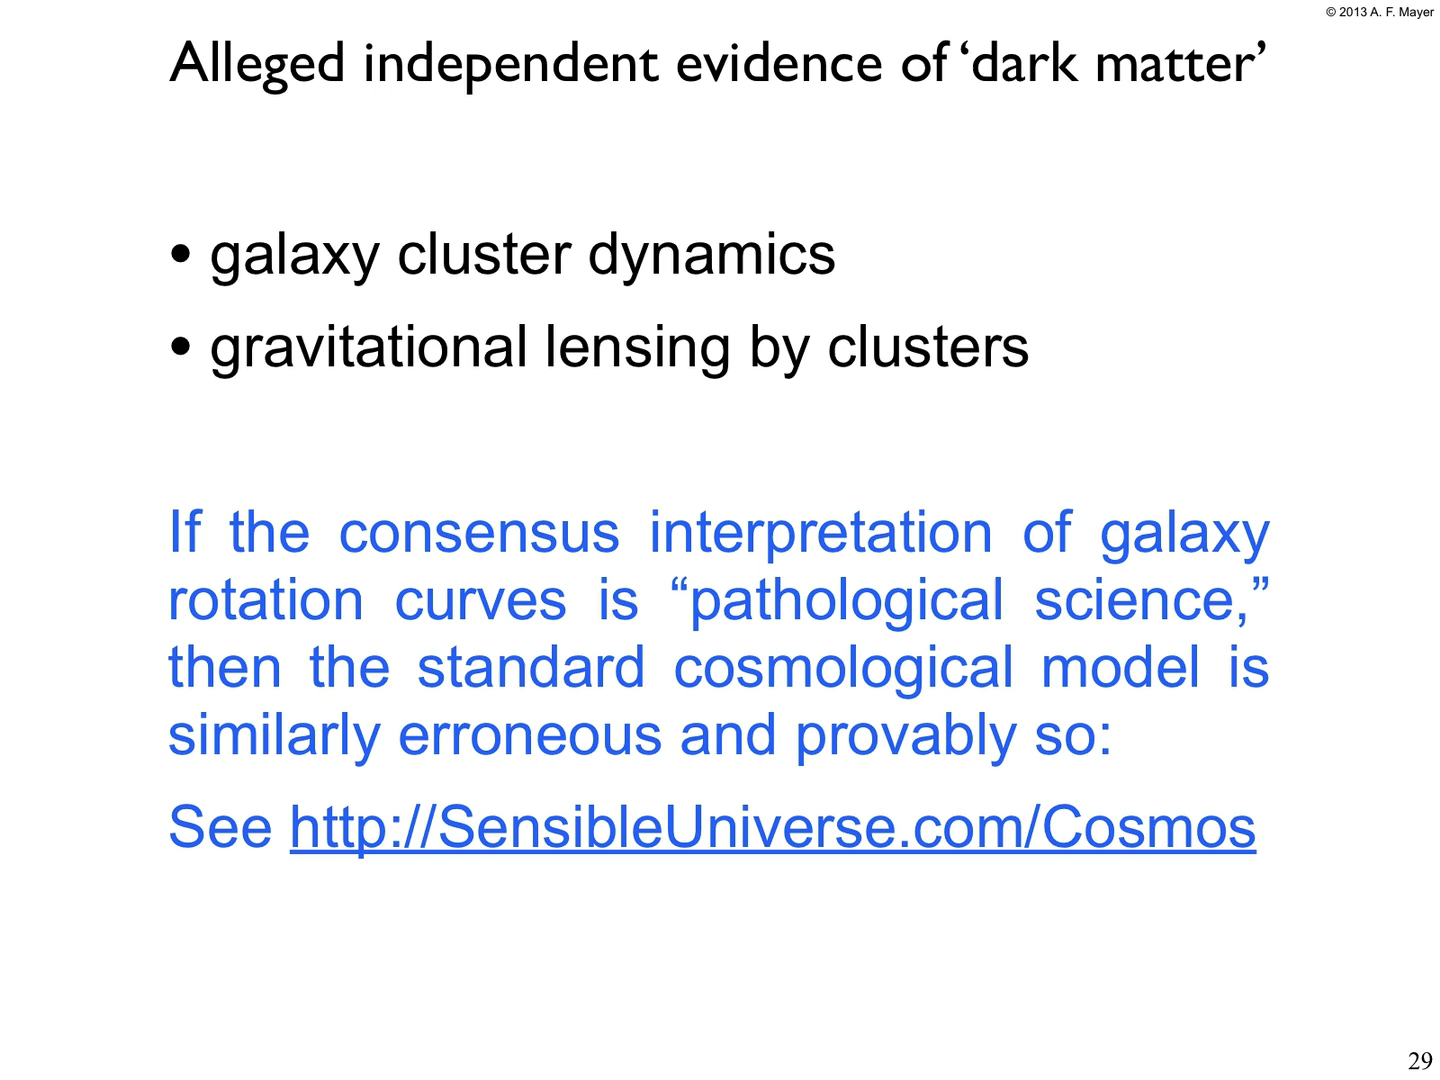 © 2013 A. F. Mayer
Alleged independent evidence of ‘dark matter’
• galaxy cluster dynamics
• gravitational lensing by clusters
If the consensus interpretation of galaxy
rotation curves is “pathological science,”
then the standard cosmological model is
similarly erroneous and provably so:
See http://SensibleUniverse.com/Cosmos
29